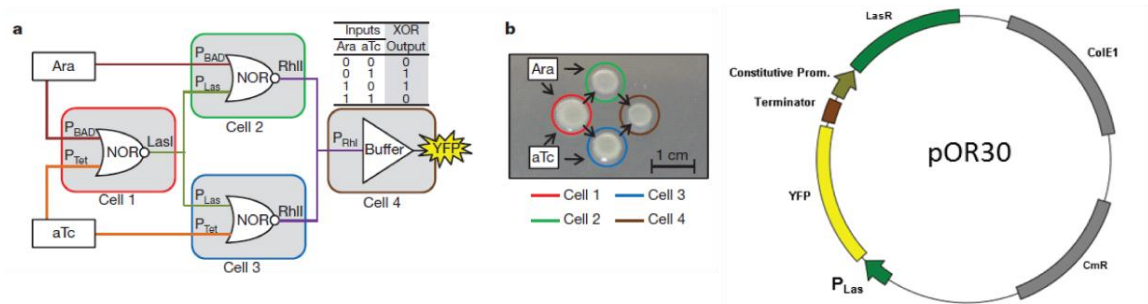 a
Ara
P_BAD
P_Tet
NOR
LasI
Cell 1
aTc
P_BAD
P_Las
NOR
RhlI
Cell 2
P_Las
P_Tet
NOR
RhlI
Cell 3
Inputs XOR
Ara aTc Output
0 0 0
0 1 1
1 0 1
1 1 0
P_Rhl
Buffer
YFP
Cell 4
b
Ara
aTc
1 cm
Cell 1 Cell 3
Cell 2 Cell 4
LasR
ColE1
Constitutive Prom.
Terminator
pOR30
YFP
CmR
P_Las